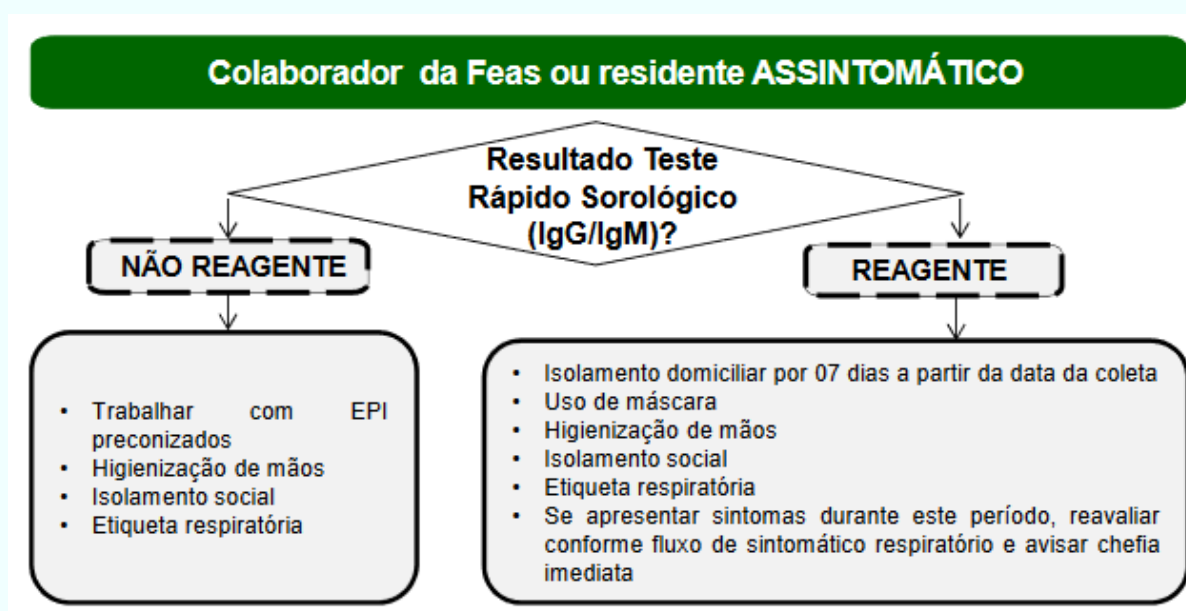 Colaborador da Feas ou residente ASSINTOMÁTICO
Resultado Teste
Rápido Sorológico
(IgG/IgM)?
NÃO REAGENTE
REAGENTE
• Trabalhar com EPI
preconizados
• Higienização de mãos
• Isolamento social
• Etiqueta respiratória
• Isolamento domiciliar por 07 dias a partir da data da coleta
• Uso de máscara
• Higienização de mãos
• Isolamento social
• Etiqueta respiratória
• Se apresentar sintomas durante este período, reavaliar
conforme fluxo de sintomático respiratório e avisar chefia
imediata